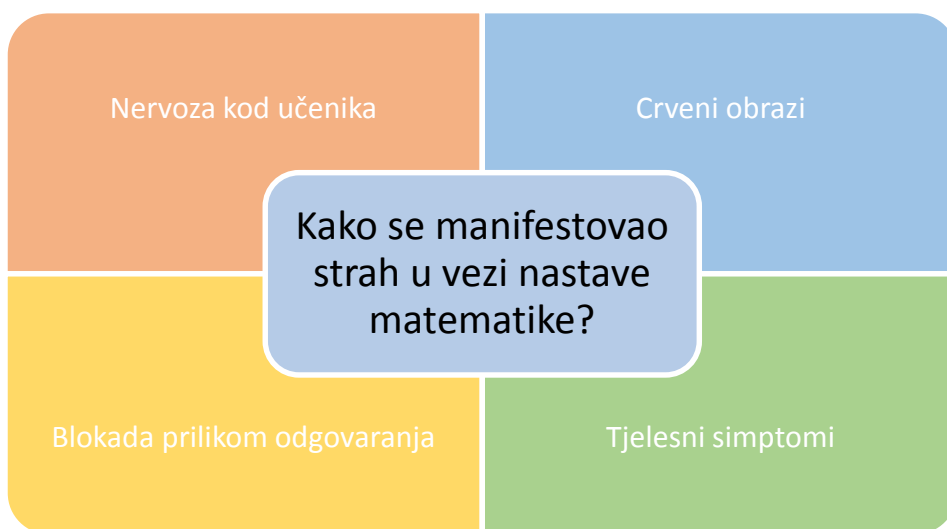 Nervoza kod učenika
Crveni obrazi
Kako se manifestovao
strah u vezi nastave
matematike?
Blokada prilikom odgovaranja
Tjelesni simptomi